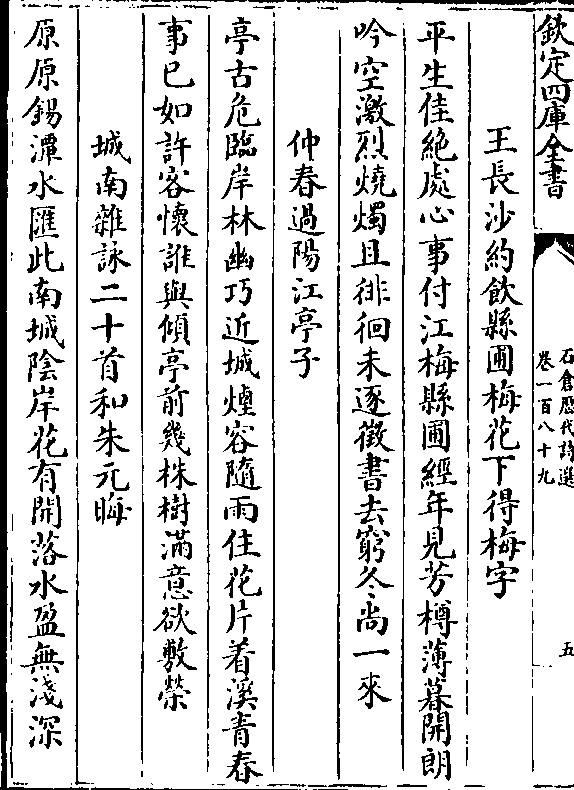 欽定四庫全書
石倉歷代詩選
卷一百八十九
五
王長沙約飲縣圃梅花下得梅字
平生佳絶處心事付江梅縣圃經年見芳樽薄暮開朗
吟空激烈燒燭且徘徊未逐徵書去窮冬尚一來
仲春過陽江亭子
亭古危臨岸林幽巧近城煙容隨雨住花片着溪青春
事已如許客懷誰與傾亭前幾株樹滿意欲敷榮
城南雜詠二十首和朱元晦
原原錫潭水匯此南城陰岸花有開落水盈無淺深